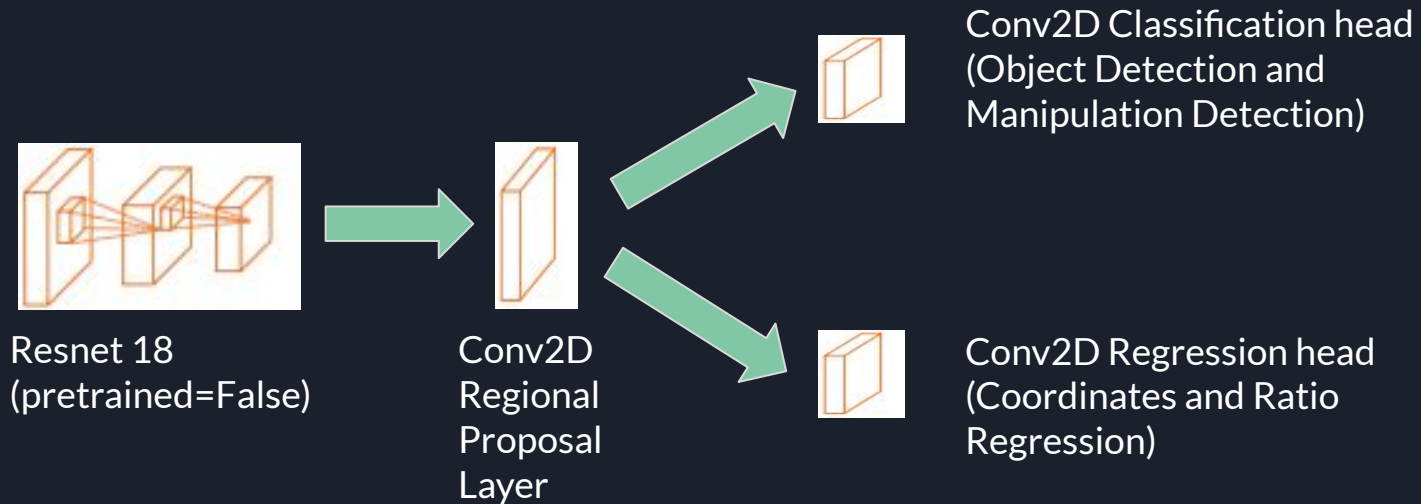 Conv2D Classification head
(Object Detection and
Manipulation Detection)
Resnet 18
(pretrained=False)
Conv2D
Regional
Proposal
Layer
Conv2D Regression head
(Coordinates and Ratio
Regression)